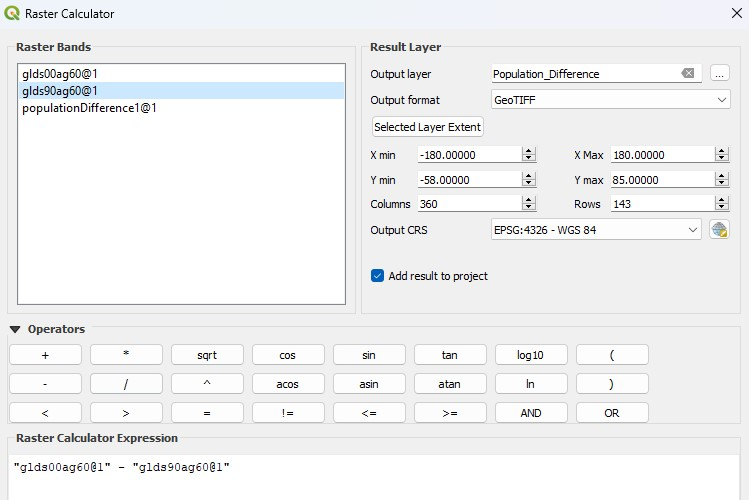 Raster Calculator
Raster Bands
glds00ag60@1
glds90ag60@1
populationDifference1@1
Result Layer
Output layer Population_Difference ...
Output format GeoTIFF
Selected Layer Extent
X min -180.00000 X Max 180.00000
Y min -58.00000 Y max 85.00000
Columns 360 Rows 143
Output CRS EPSG:4326 - WGS 84
Add result to project
Operators
+ * sqrt cos sin tan log10 (
- / ^ acos asin atan ln )
< > = != <= >= AND OR
Raster Calculator Expression
"glds00ag60@1" - "glds90ag60@1"